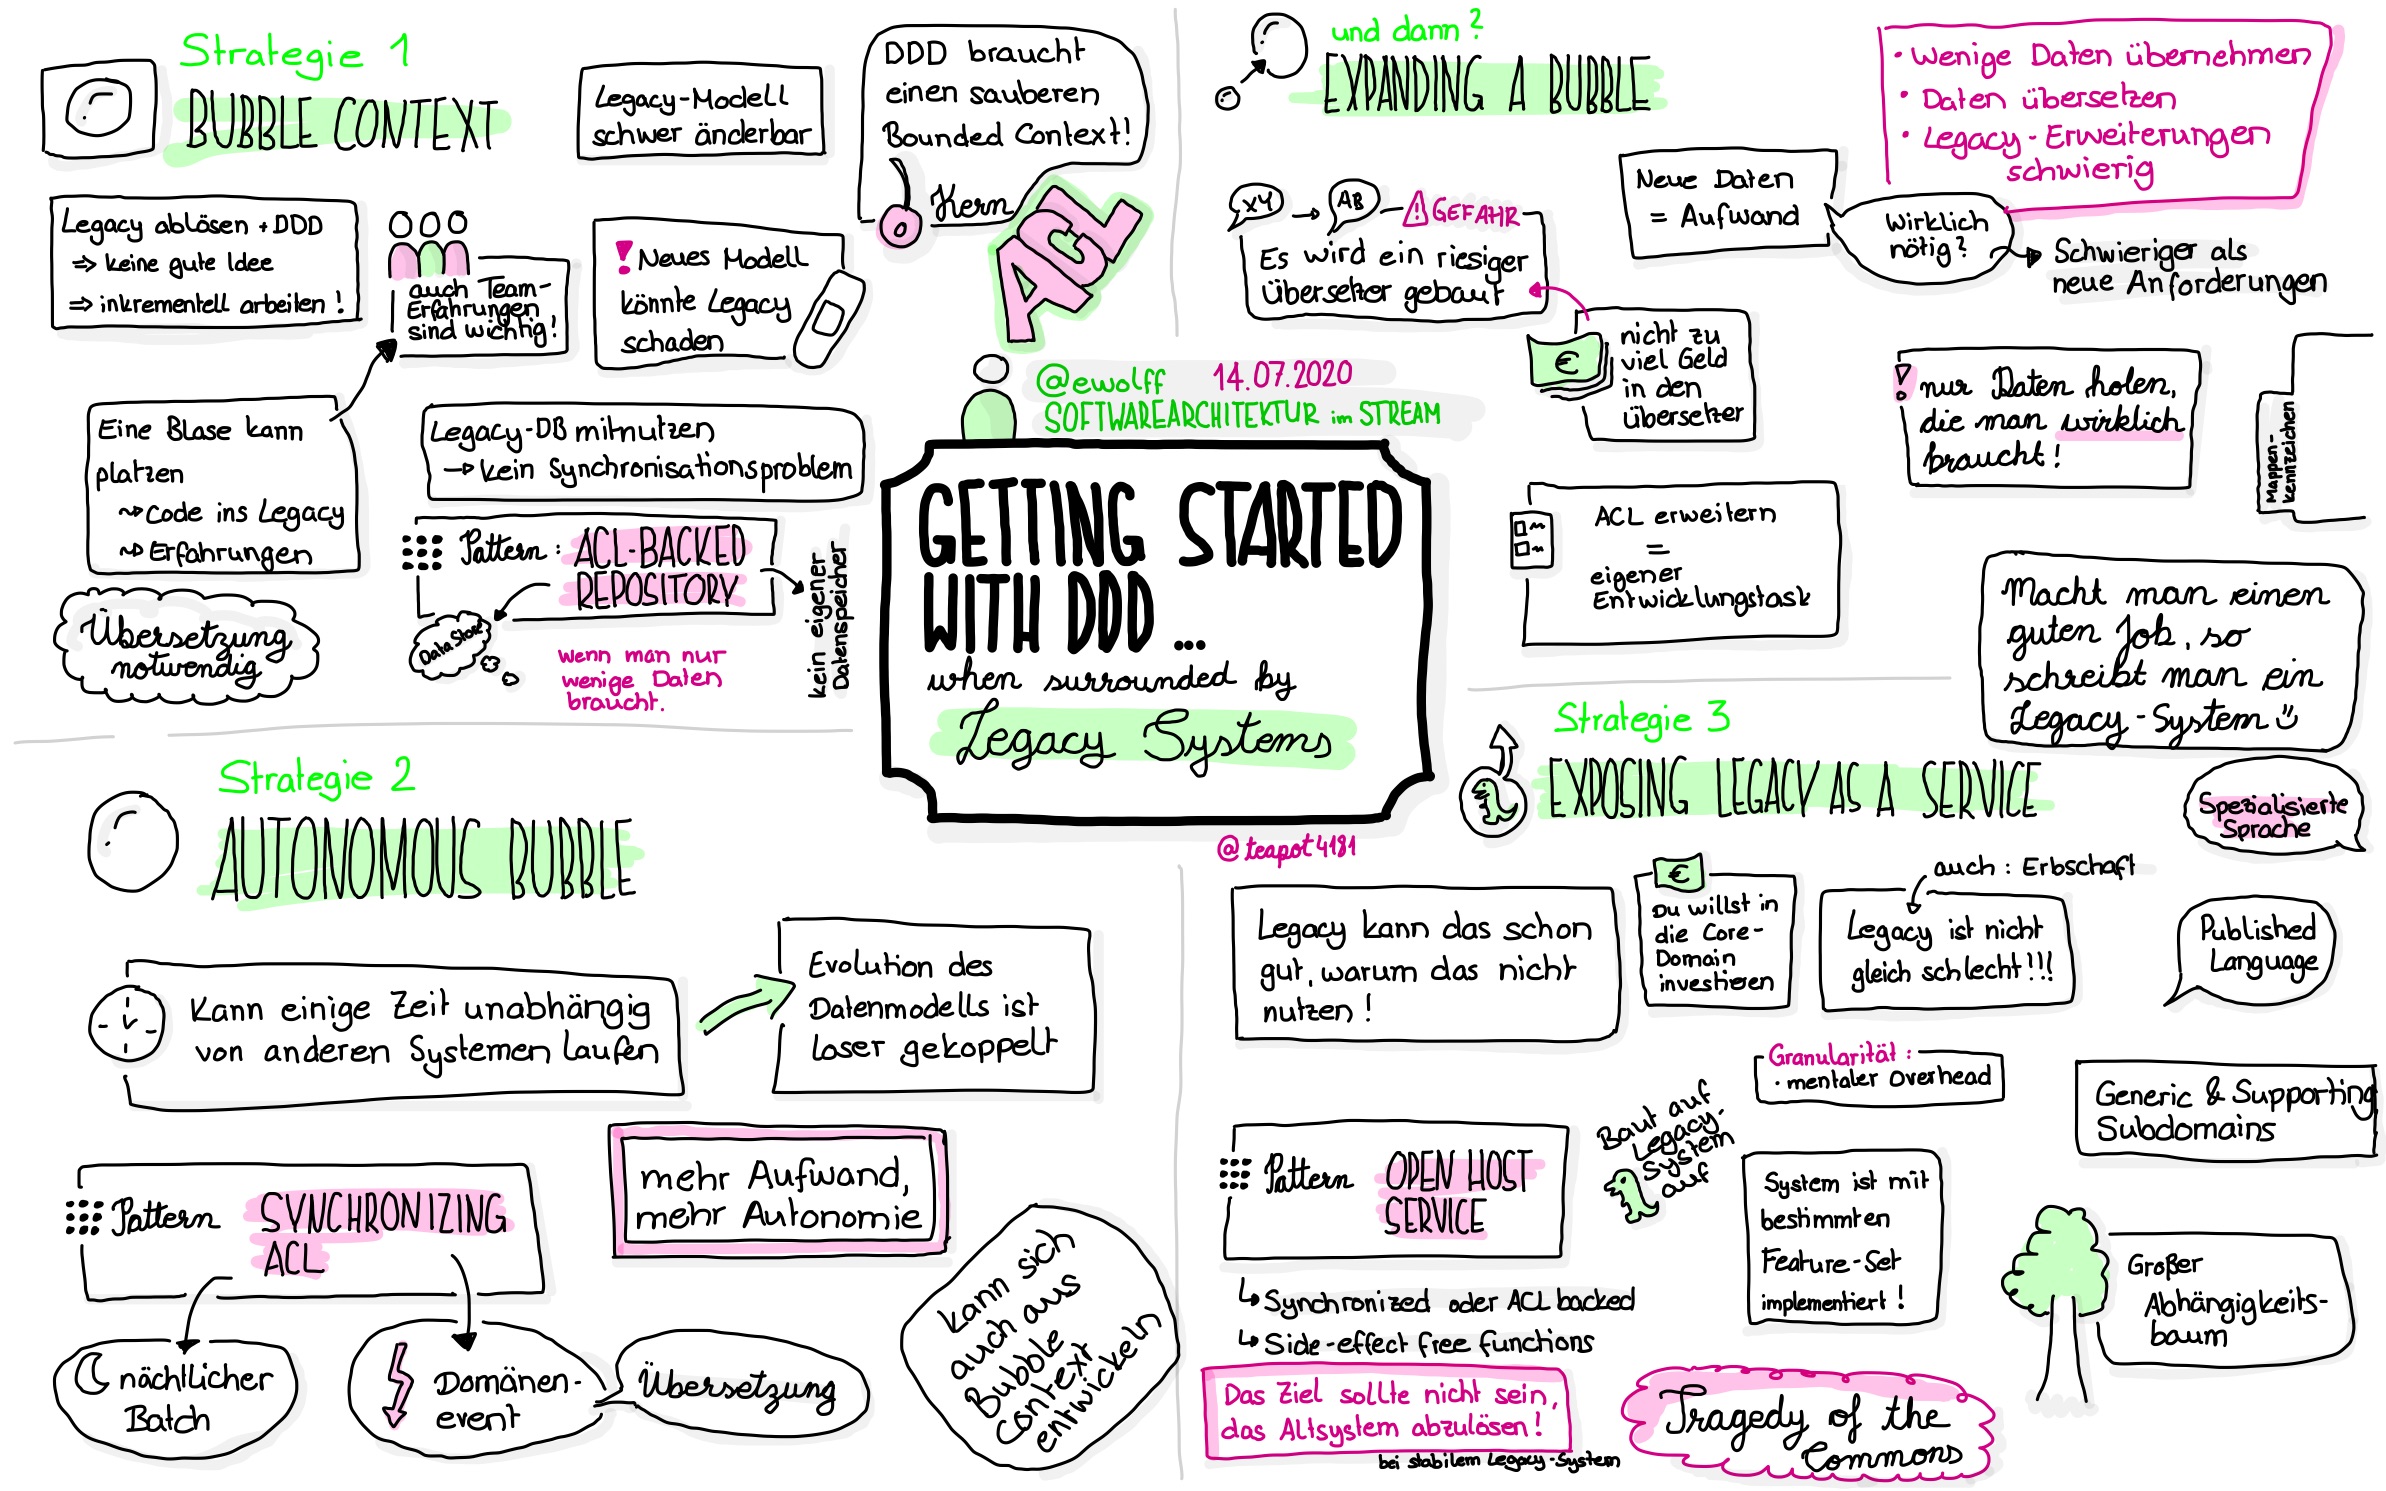 Strategie 1
BUBBLE CONTEXT
Legacy-Modell
schwer änderbar
DDD braucht
einen sauberen
Bounded Context!
Kern
ACL
Legacy ablösen + DDD
⇒ keine gute Idee
⇒ inkrementell arbeiten!
auch Team-
Erfahrungen
sind wichtig!
! Neues Modell
könnte Legacy
schaden
Eine Blase kann
platzen
↝ Code ins Legacy
↝ Erfahrungen
Legacy-DB mitnutzen
→ kein Synchronisationsproblem
Pattern: ACL-BACKED
REPOSITORY
Data Store
kein eigener
Datenspeicher
wenn man nur
wenige Daten
braucht.
Übersetzung
notwendig
@ewolff 14.07.2020
SOFTWAREARCHITEKTUR im STREAM
GETTING STARTED
WITH DDD ...
when surrounded by
Legacy Systems
@teapot4181
und dann?
EXPANDING A BUBBLE
• Wenige Daten übernehmen
• Daten übersetzen
• Legacy-Erweiterungen
schwierig
XY → AB
GEFAHR
Es wird ein riesiger
Übersetzer gebaut
Neue Daten
= Aufwand
Wirklich
nötig?
Schwieriger als
neue Anforderungen
€
nicht zu
viel Geld
in den
Übersetzer
! nur Daten holen,
die man wirklich
braucht!
Mappen-
kennzeichen
ACL erweitern
=
eigener
Entwicklungstask
Macht man einen
guten Job, so
schreibt man ein
Legacy-System
Strategie 2
AUTONOMOUS BUBBLE
Kann einige Zeit unabhängig
von anderen Systemen laufen
Evolution des
Datenmodells ist
loser gekoppelt
mehr Aufwand,
mehr Autonomie
Pattern SYNCHRONIZING
ACL
nächtlicher
Batch
Domänen-
event
Übersetzung
Kann sich
auch aus
Bubble
context
entwickeln
Strategie 3
EXPOSING LEGACY AS A SERVICE
Spezialisierte
Sprache
Legacy kann das schon
gut, warum das nicht
nutzen!
€
Du willst in
die Core-
Domain
investieren
auch: Erbschaft
Legacy ist nicht
gleich schlecht!!!
Published
Language
Granularität:
• mentaler Overhead
Generic & Supporting
Subdomains
Pattern OPEN HOST
SERVICE
Baut auf
Legacy-
System
auf
System ist mit
bestimmten
Feature-Set
implementiert!
↳ Synchronized oder ACL backed
↳ Side-effect free functions
Großer
Abhängigkeits-
baum
Das Ziel sollte nicht sein,
das Altsystem abzulösen!
bei stabilem Legacy-System
Tragedy of the
Commons